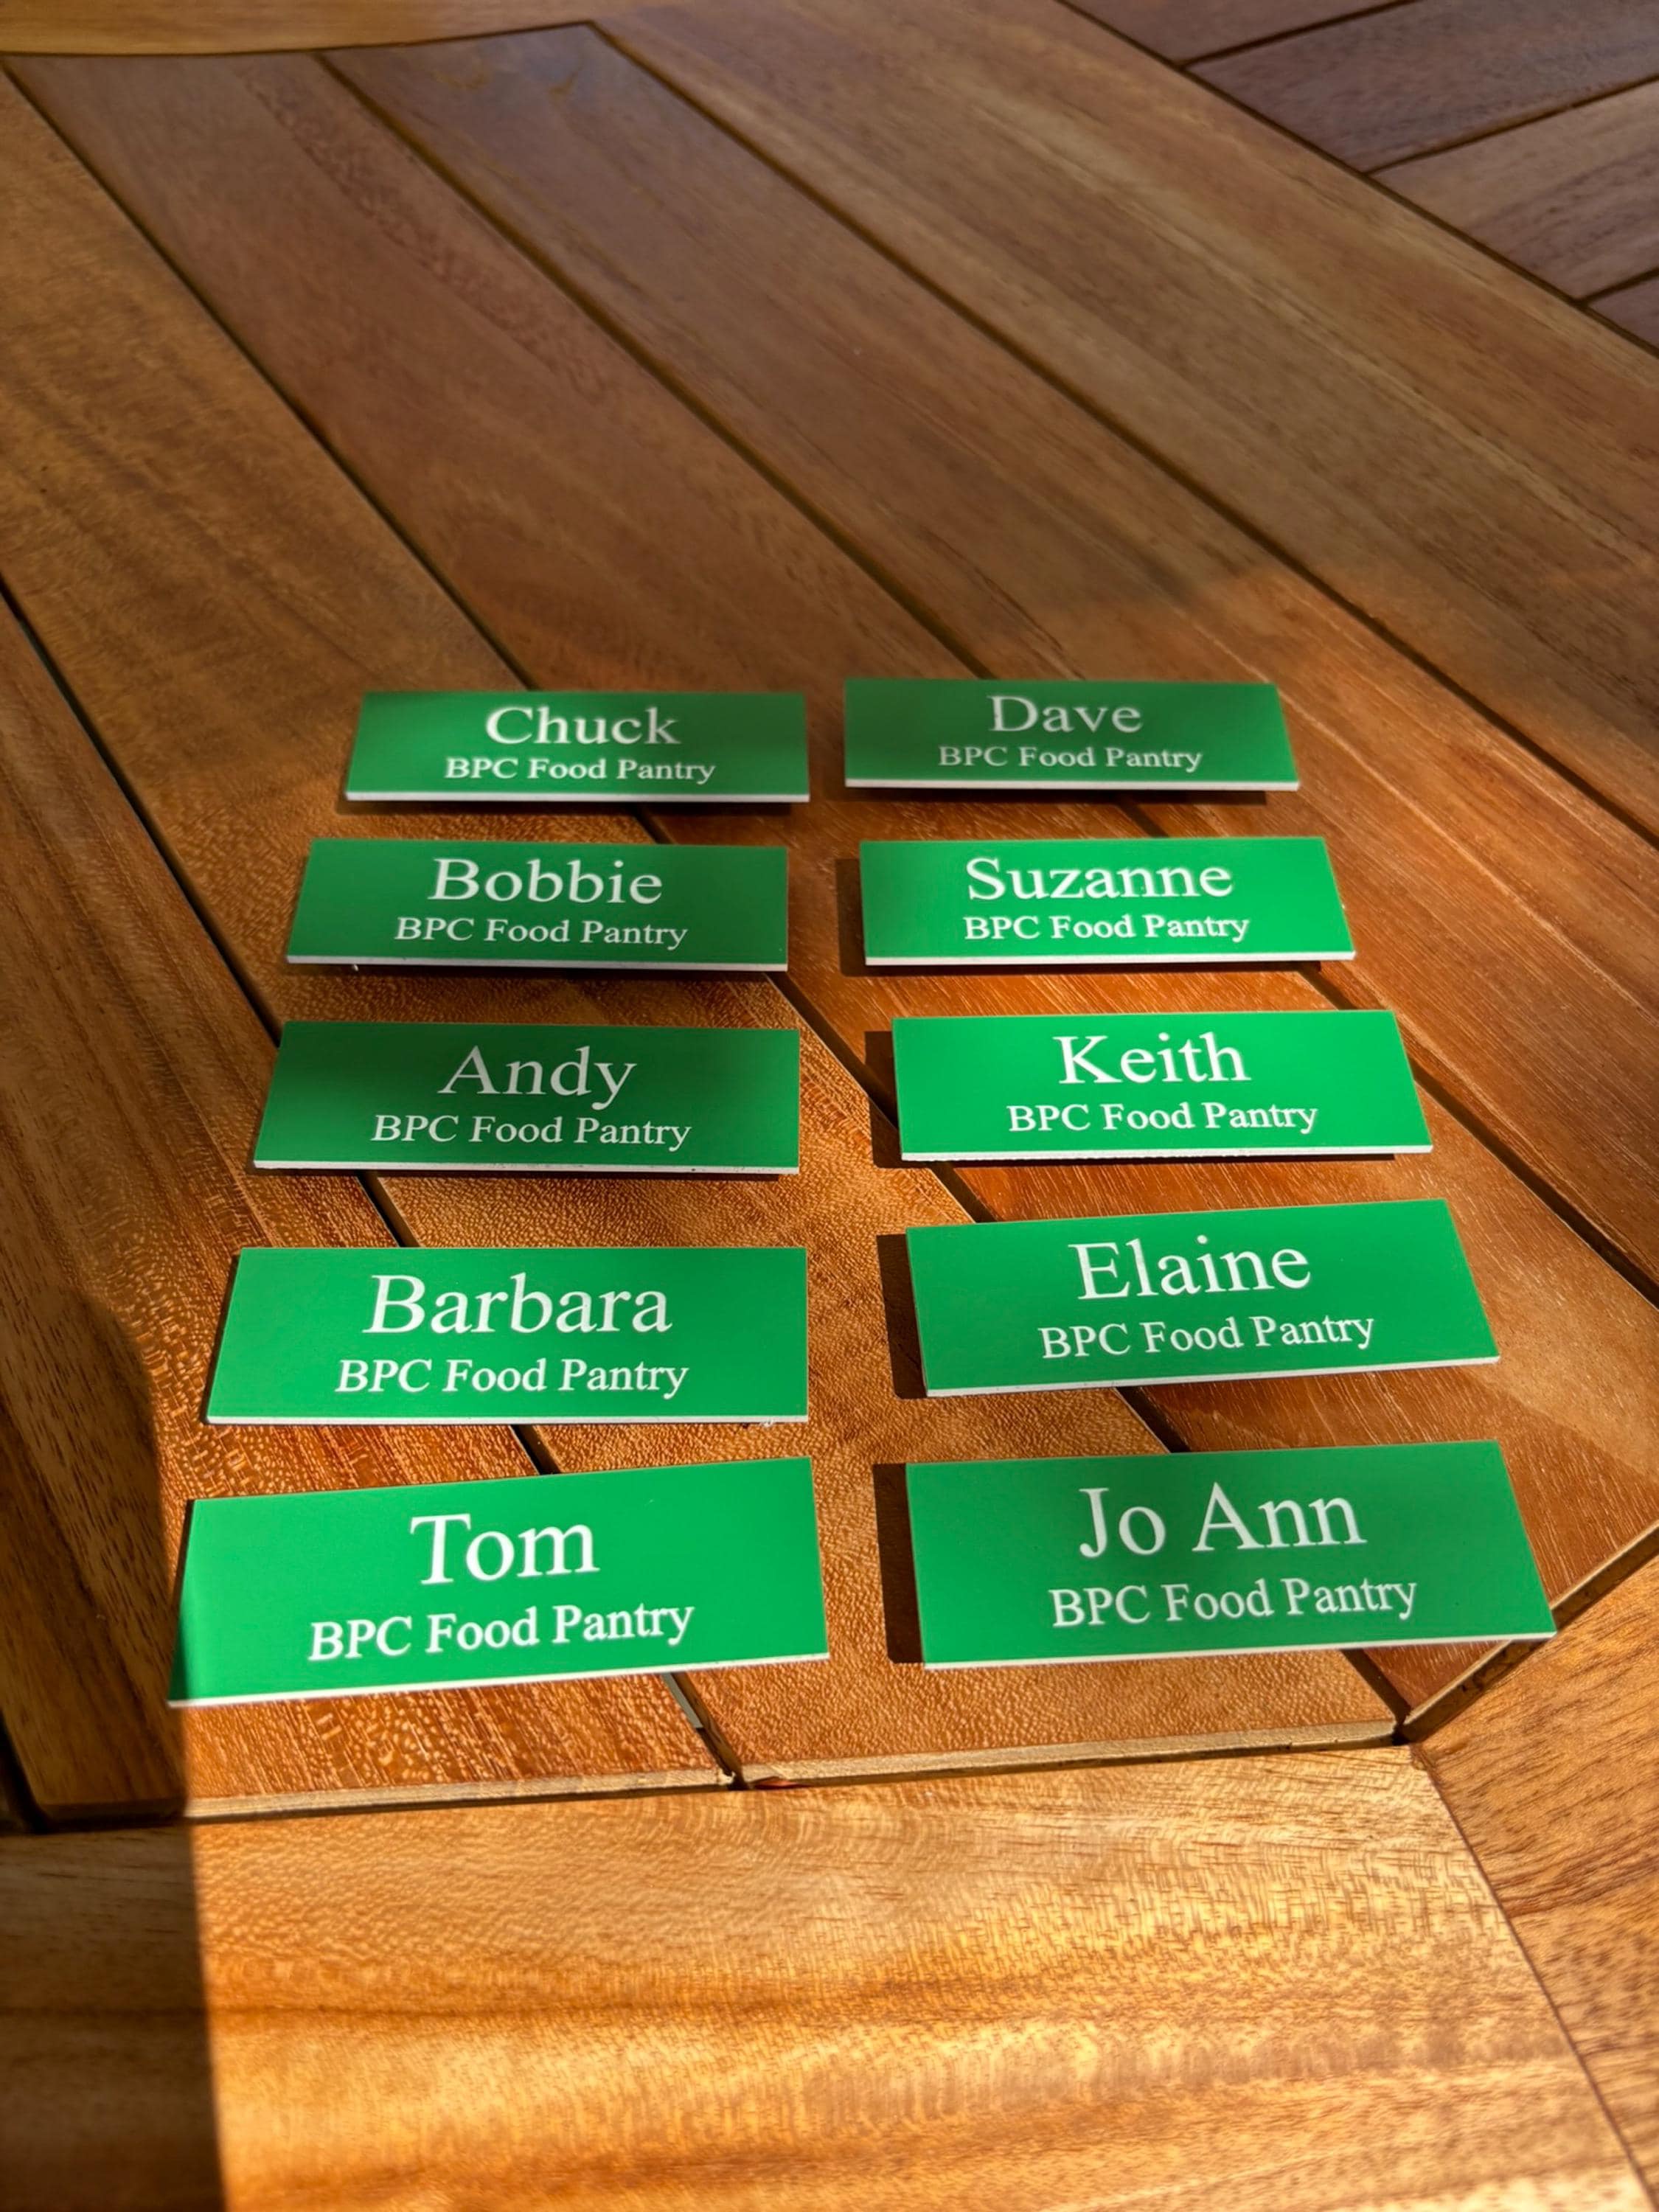 Chuck
BPC Food Pantry
Dave
BPC Food Pantry
Bobbie
BPC Food Pantry
Suzanne
BPC Food Pantry
Andy
BPC Food Pantry
Keith
BPC Food Pantry
Barbara
BPC Food Pantry
Elaine
BPC Food Pantry
Tom
BPC Food Pantry
Jo Ann
BPC Food Pantry